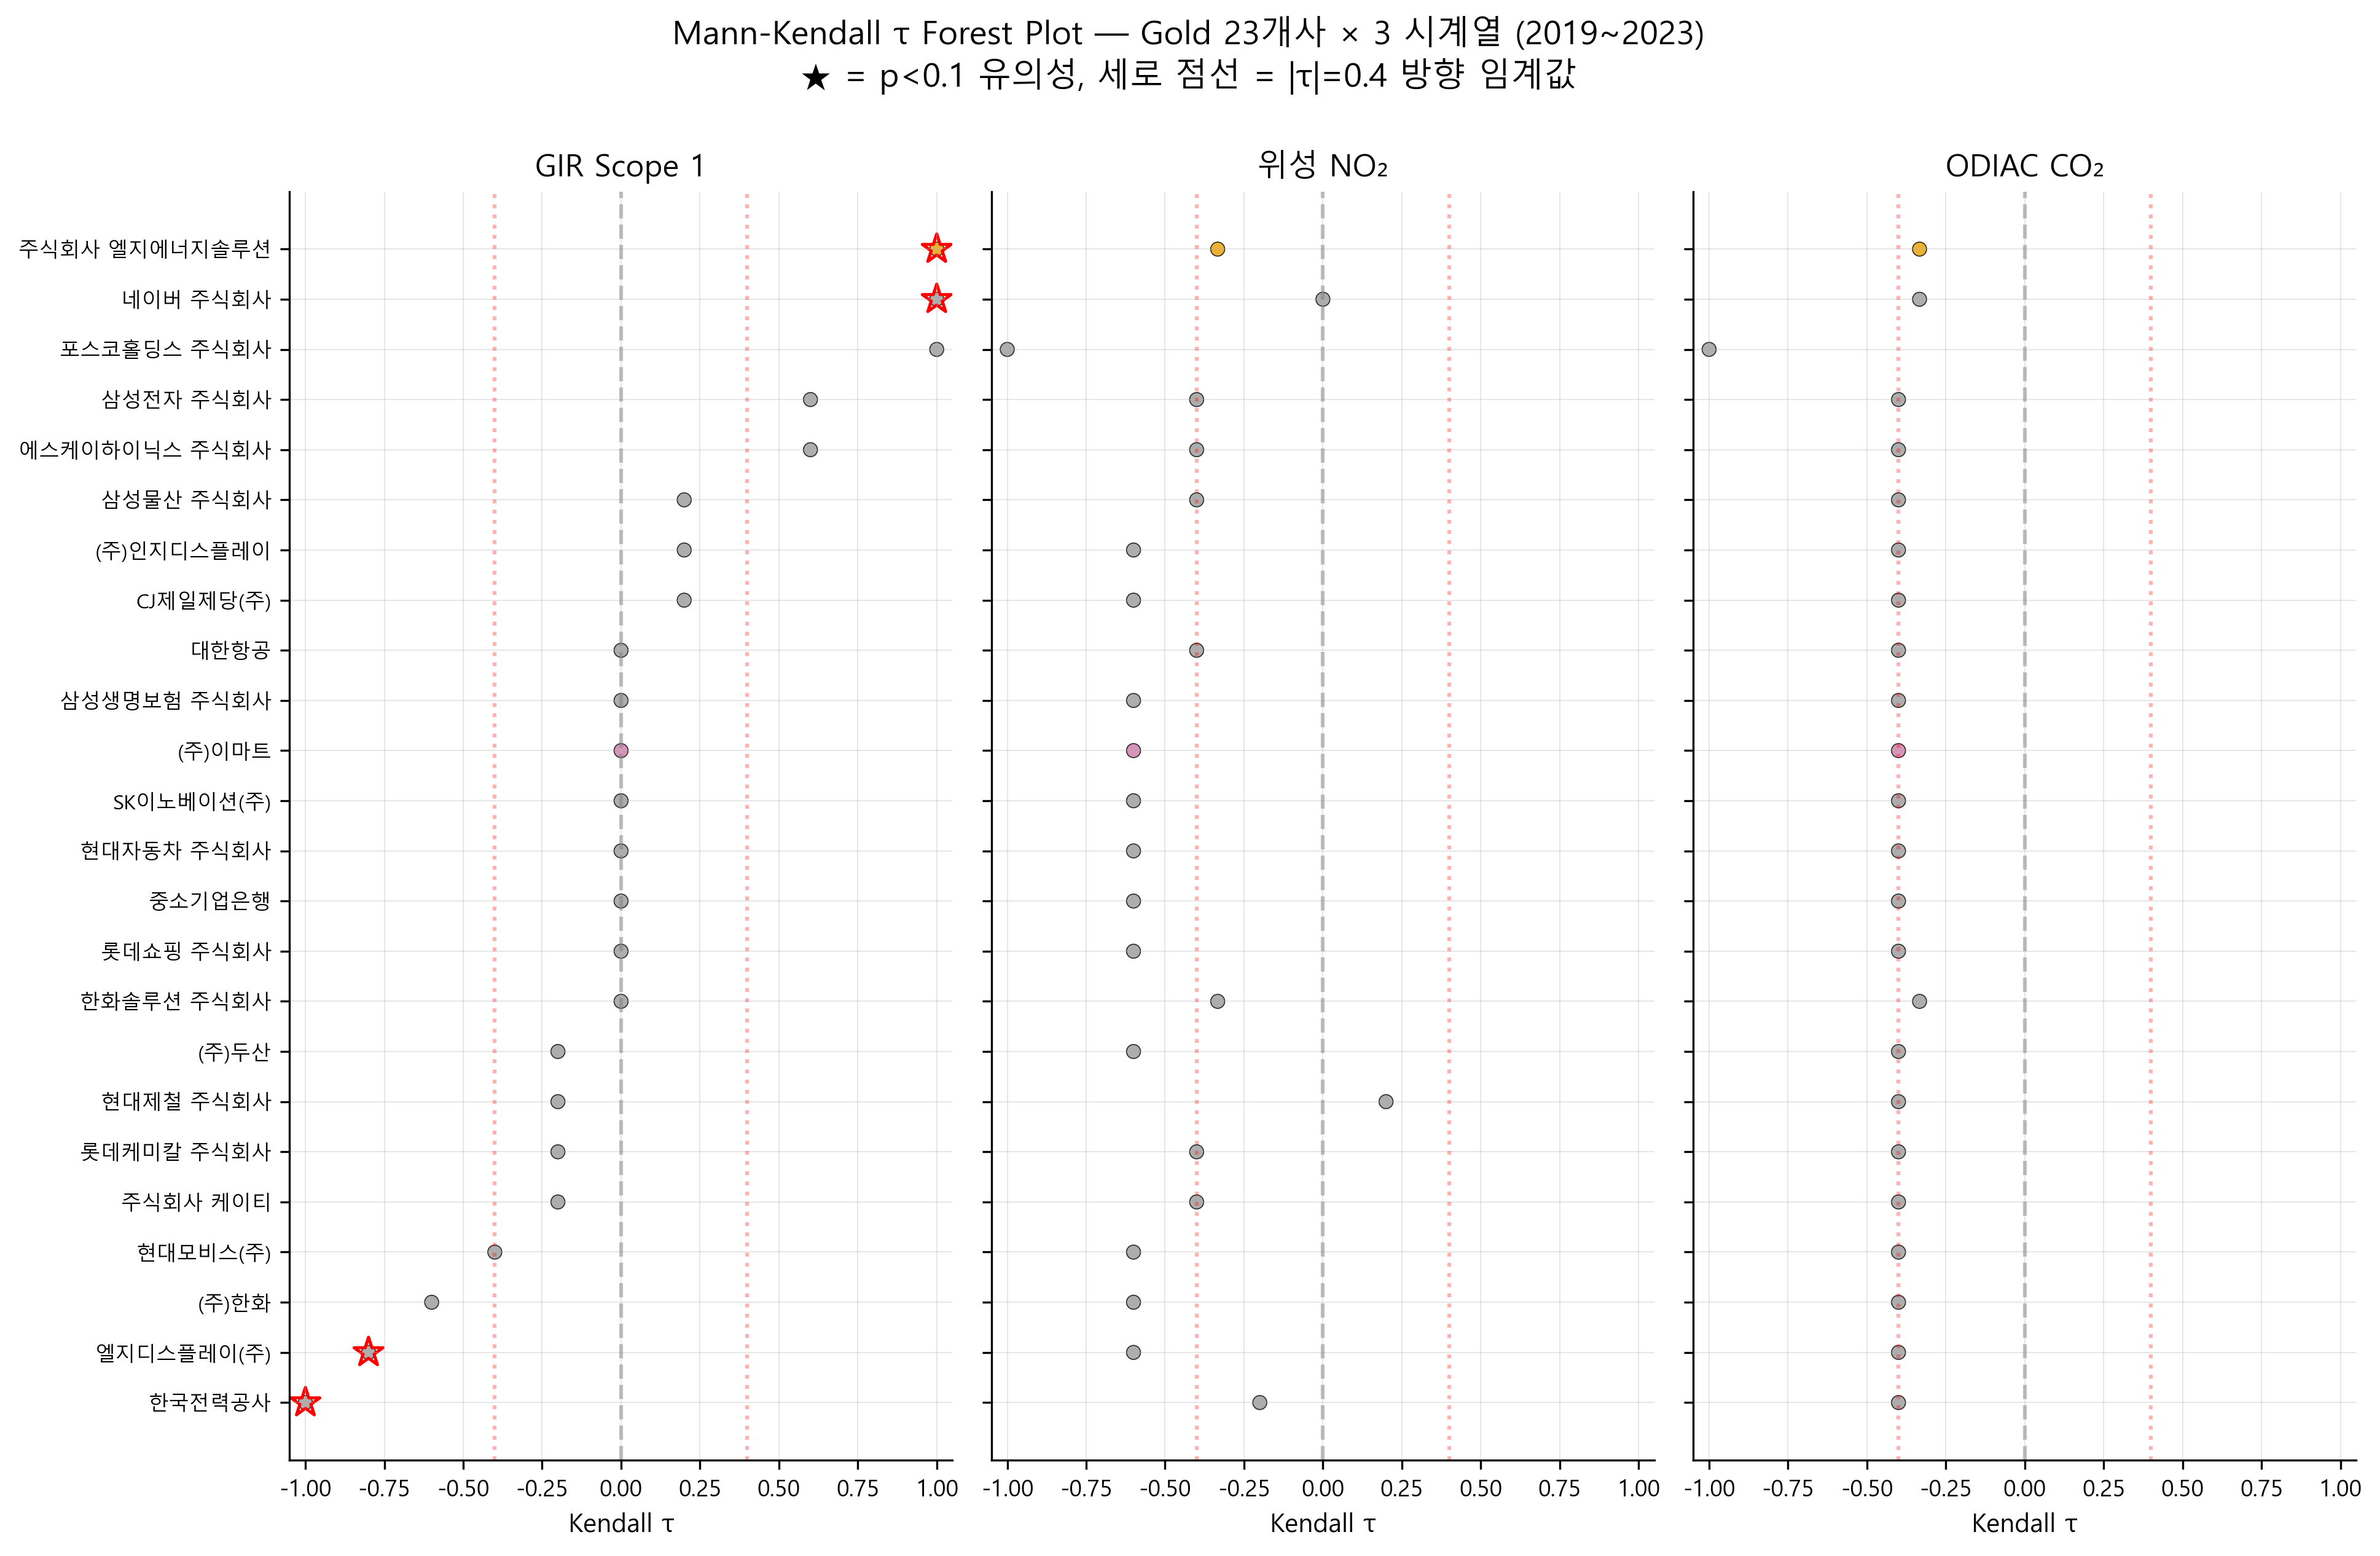 Mann-Kendall τ Forest Plot — Gold 23개사 × 3 시계열 (2019~2023)
★ = p<0.1 유의성, 세로 점선 = |τ|=0.4 방향 임계값
GIR Scope 1
위성 NO₂
ODIAC CO₂
주식회사 엘지에너지솔루션
네이버 주식회사
포스코홀딩스 주식회사
삼성전자 주식회사
에스케이하이닉스 주식회사
삼성물산 주식회사
(주)인지디스플레이
CJ제일제당(주)
대한항공
삼성생명보험 주식회사
(주)이마트
SK이노베이션(주)
현대자동차 주식회사
중소기업은행
롯데쇼핑 주식회사
한화솔루션 주식회사
(주)두산
현대제철 주식회사
롯데케미칼 주식회사
주식회사 케이티
현대모비스(주)
(주)한화
엘지디스플레이(주)
한국전력공사
-1.00 -0.75 -0.50 -0.25 0.00 0.25 0.50 0.75 1.00
-1.00 -0.75 -0.50 -0.25 0.00 0.25 0.50 0.75 1.00
-1.00 -0.75 -0.50 -0.25 0.00 0.25 0.50 0.75 1.00
Kendall τ
Kendall τ
Kendall τ